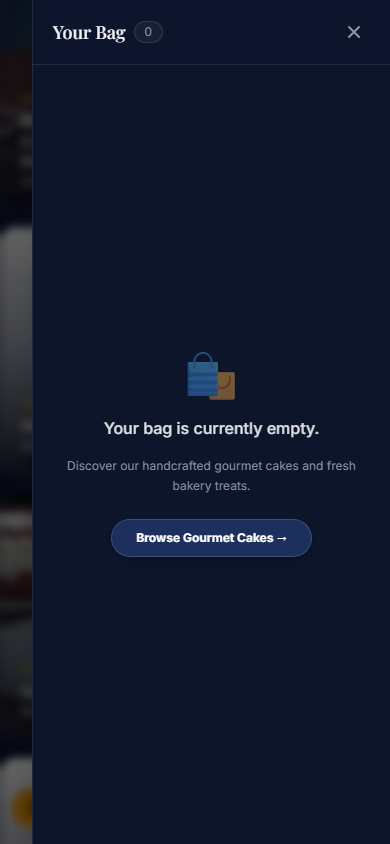 Your Bag 0
Your bag is currently empty.
Discover our handcrafted gourmet cakes and fresh
bakery treats.
Browse Gourmet Cakes →